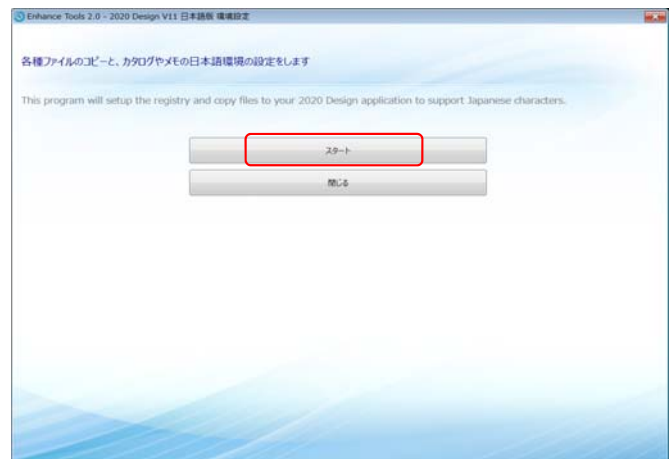 Enhance Tools 2.0 - 2020 Design V11 日本語版 環境設定
各種ファイルのコピーと、カタログやメモの日本語環境の設定をします
This program will setup the registry and copy files to your 2020 Design application to support Japanese characters.
スタート
閉じる